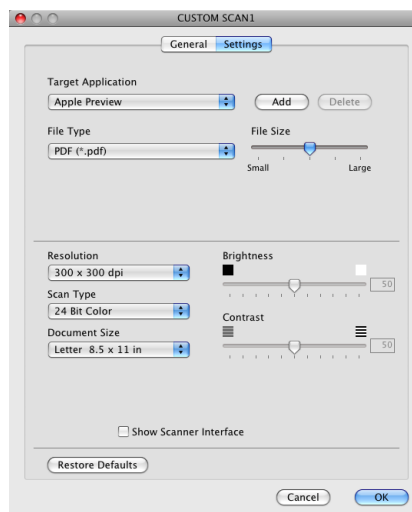 CUSTOM SCAN1
General Settings
Target Application
Apple Preview Add Delete
File Type File Size
PDF (*.pdf)
Small Large
Resolution Brightness
300 x 300 dpi
50
Scan Type
24 Bit Color Contrast
Document Size
Letter 8.5 x 11 in 50
Show Scanner Interface
Restore Defaults
Cancel OK